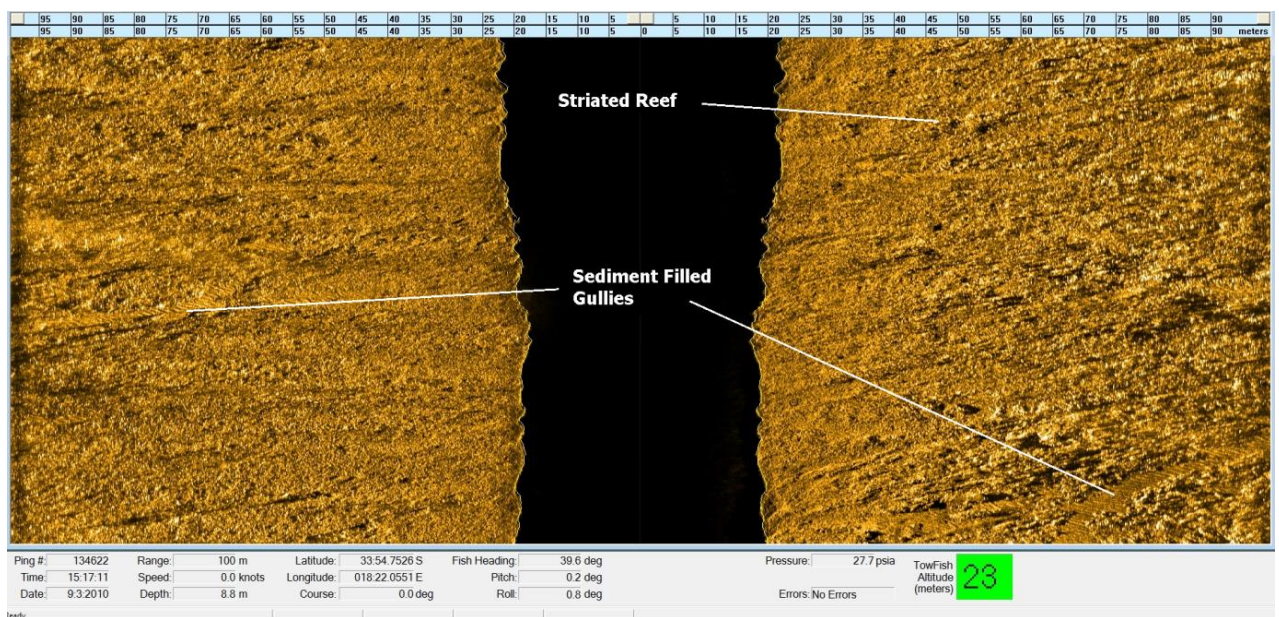 95 90 85 80 75 70 65 60 55 50 45 40 35 30 25 20 15 10 5 0 5 10 15 20 25 30 35 40 45 50 55 60 65 70 75 80 85 90
95 90 85 80 75 70 65 60 55 50 45 40 35 30 25 20 15 10 5 0 5 10 15 20 25 30 35 40 45 50 55 60 65 70 75 80 85 90 meters
Striated Reef
Sediment Filled
Gullies
Ping #: 134622 Range: 100 m Latitude: 33:54.7526 S Fish Heading: 39.6 deg Pressure: 27.7 psia
Time: 15:17:11 Speed: 0.0 knots Longitude: 018:22.0551 E Pitch: 0.2 deg
Date: 9:3:2010 Depth: 8.8 m Course: 0.0 deg Roll: 0.8 deg Errors: No Errors
TowFish
Altitude
(meters)
23